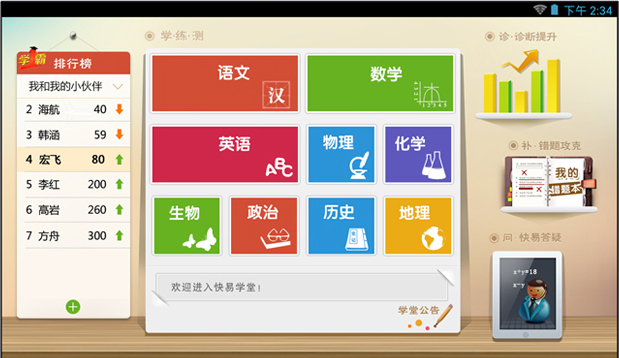 下午 2:34
学霸 排行榜
我和我的小伙伴
2 海航 40
3 韩涵 59
4 宏飞 80
5 李红 200
6 高岩 260
7 方舟 300
学·练·测
语文
汉
数学
英语
ABC
物理
化学
生物
政治
历史
地理
欢迎进入快易学堂!
学堂公告
诊·诊断提升
补·错题攻克
我的
错题本
问 快易答疑
x+y=18